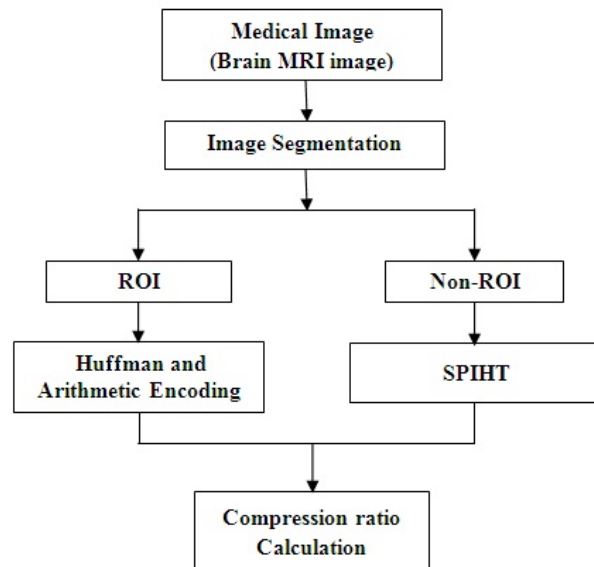 Medical Image
(Brain MRI image)
Image Segmentation
ROI
Non-ROI
Huffman and
Arithmetic Encoding
SPIHT
Compression ratio
Calculation